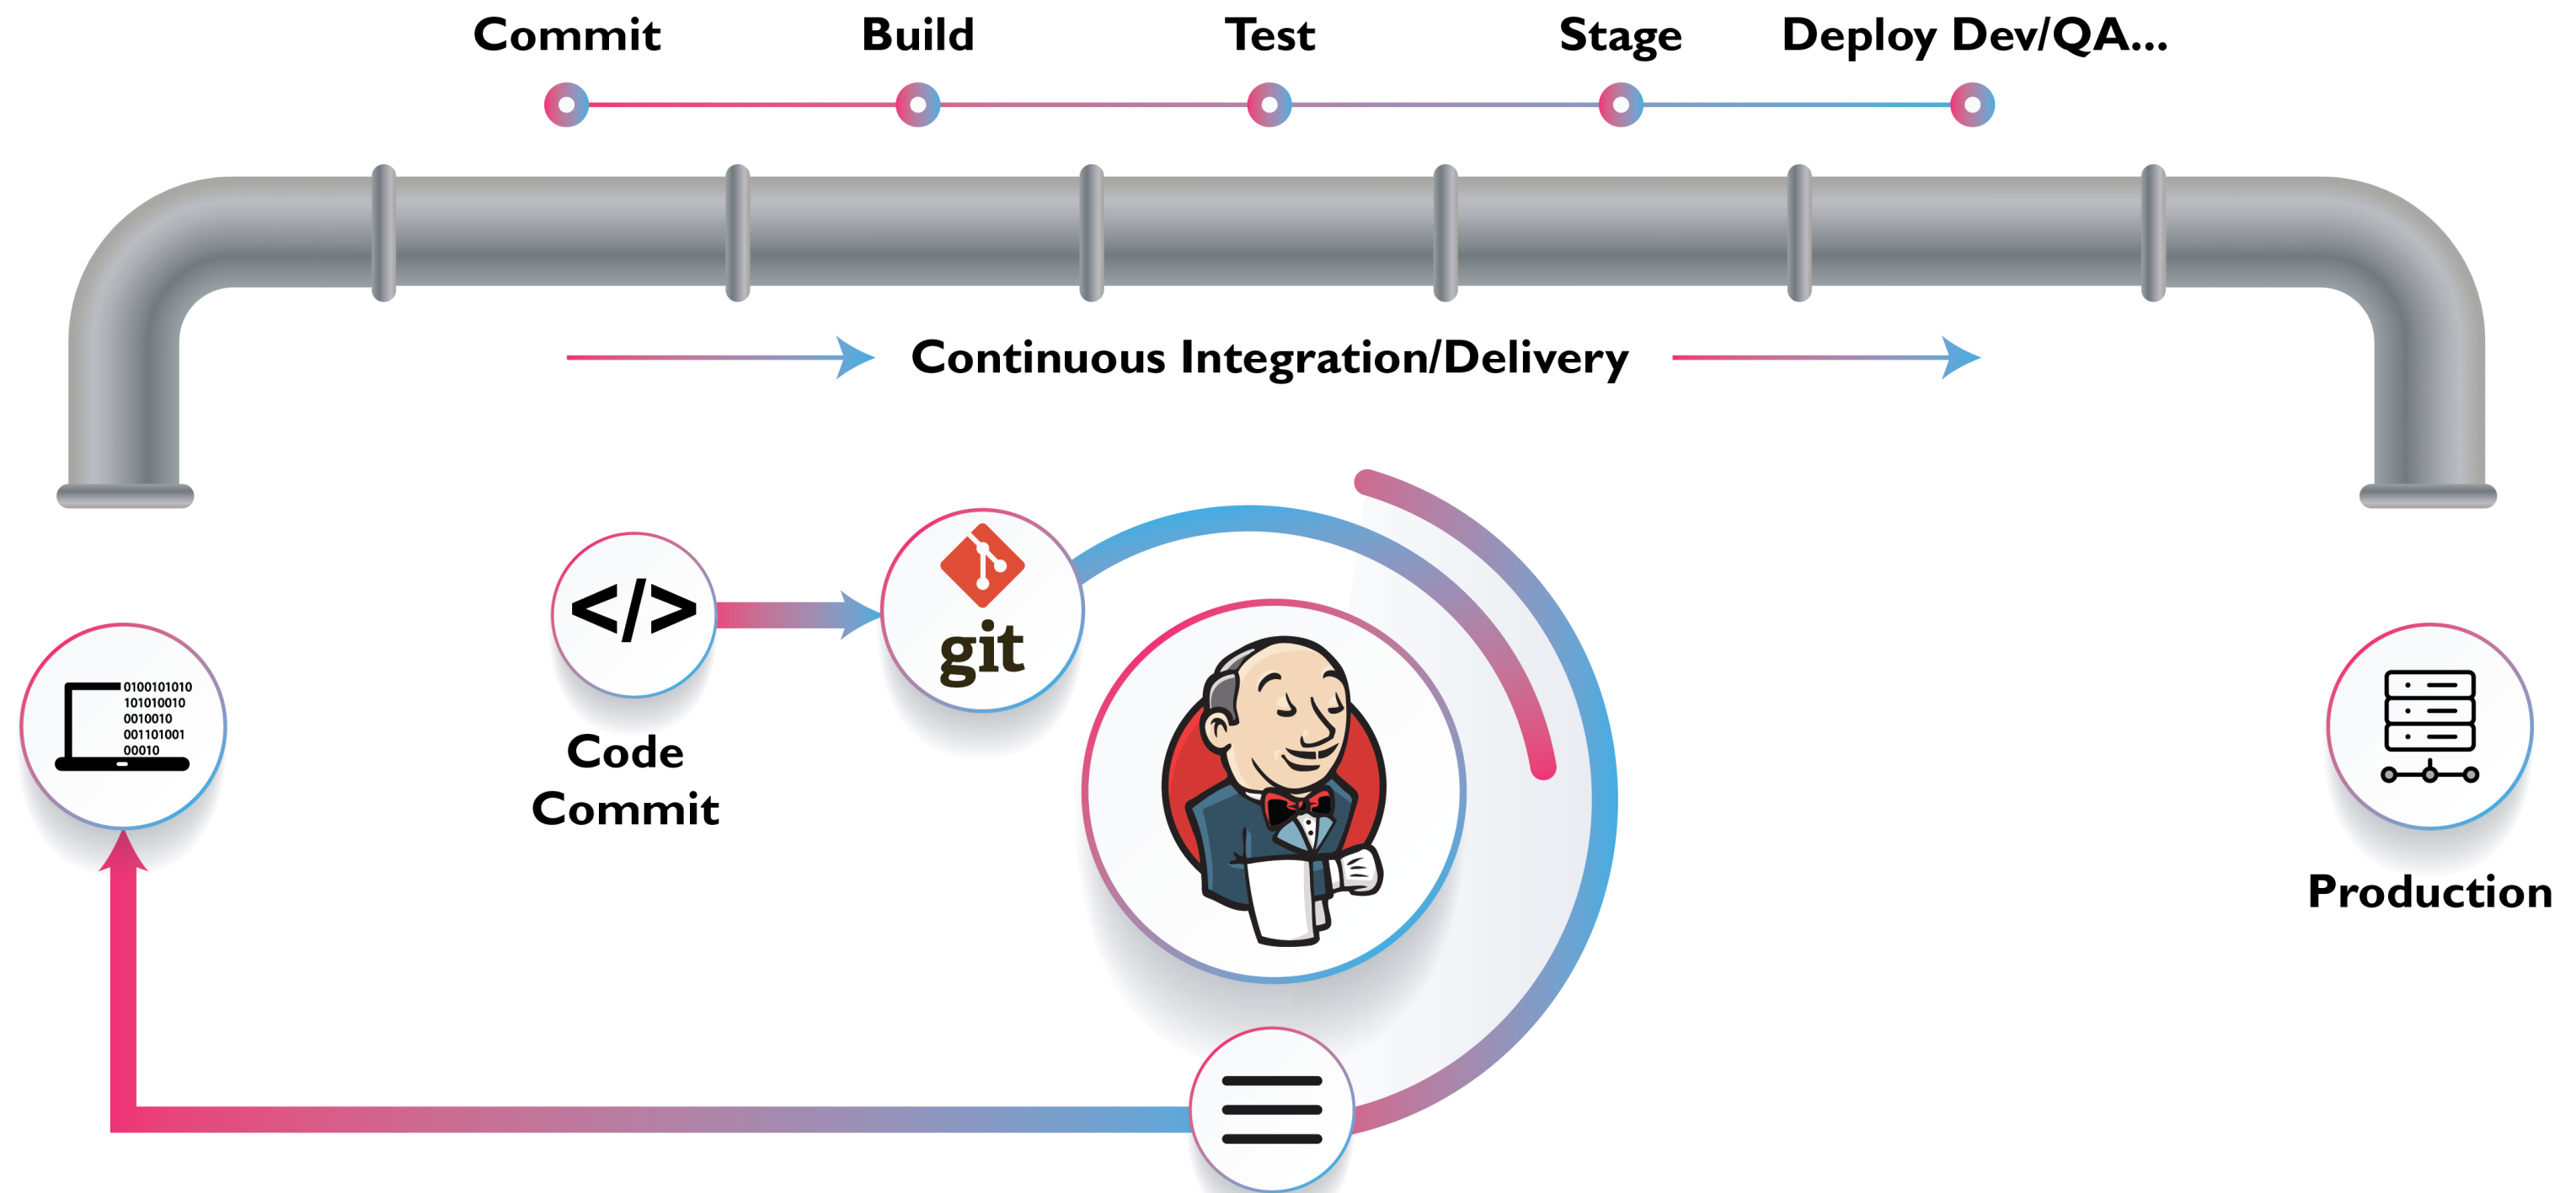 Commit
Build
Test
Stage
Deploy Dev/QA...
Continuous Integration/Delivery
git
</>
Code
Commit
0100101010
101010010
0010010
001101001
00010
Production